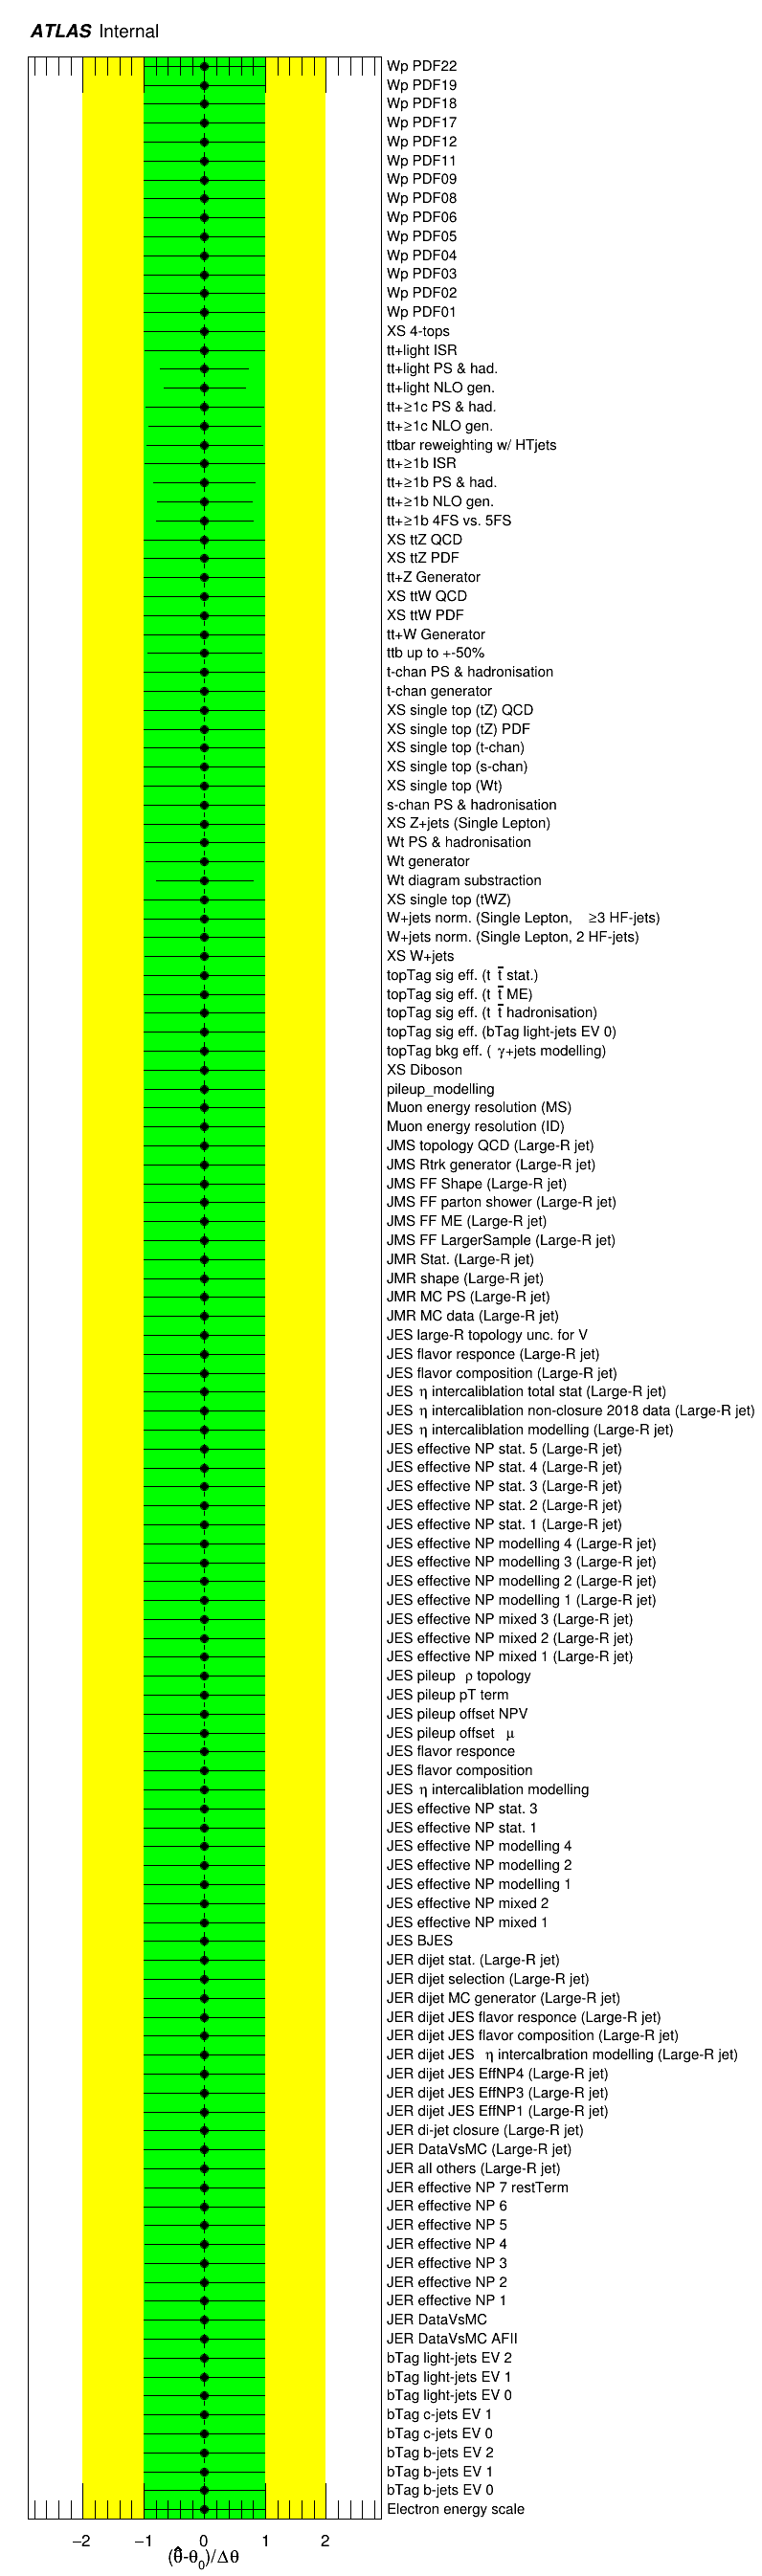 ATLAS Internal
Wp PDF22
Wp PDF19
Wp PDF18
Wp PDF17
Wp PDF12
Wp PDF11
Wp PDF09
Wp PDF08
Wp PDF06
Wp PDF05
Wp PDF04
Wp PDF03
Wp PDF02
Wp PDF01
XS 4-tops
tt+light ISR
tt+light PS & had.
tt+light NLO gen.
tt+≥1c PS & had.
tt+≥1c NLO gen.
ttbar reweighting w/ HTjets
tt+≥1b ISR
tt+≥1b PS & had.
tt+≥1b NLO gen.
tt+≥1b 4FS vs. 5FS
XS ttZ QCD
XS ttZ PDF
tt+Z Generator
XS ttW QCD
XS ttW PDF
tt+W Generator
ttb up to +-50%
t-chan PS & hadronisation
t-chan generator
XS single top (tZ) QCD
XS single top (tZ) PDF
XS single top (t-chan)
XS single top (s-chan)
XS single top (Wt)
s-chan PS & hadronisation
XS Z+jets (Single Lepton)
Wt PS & hadronisation
Wt generator
Wt diagram substraction
XS single top (tWZ)
W+jets norm. (Single Lepton, ≥3 HF-jets)
W+jets norm. (Single Lepton, 2 HF-jets)
XS W+jets
topTag sig eff. (t t̄ stat.)
topTag sig eff. (t t̄ ME)
topTag sig eff. (t t̄ hadronisation)
topTag sig eff. (bTag light-jets EV 0)
topTag bkg eff. ( γ+jets modelling)
XS Diboson
pileup_modelling
Muon energy resolution (MS)
Muon energy resolution (ID)
JMS topology QCD (Large-R jet)
JMS Rtrk generator (Large-R jet)
JMS FF Shape (Large-R jet)
JMS FF parton shower (Large-R jet)
JMS FF ME (Large-R jet)
JMS FF LargerSample (Large-R jet)
JMR Stat. (Large-R jet)
JMR shape (Large-R jet)
JMR MC PS (Large-R jet)
JMR MC data (Large-R jet)
JES large-R topology unc. for V
JES flavor responce (Large-R jet)
JES flavor composition (Large-R jet)
JES η intercaliblation total stat (Large-R jet)
JES η intercaliblation non-closure 2018 data (Large-R jet)
JES η intercaliblation modelling (Large-R jet)
JES effective NP stat. 5 (Large-R jet)
JES effective NP stat. 4 (Large-R jet)
JES effective NP stat. 3 (Large-R jet)
JES effective NP stat. 2 (Large-R jet)
JES effective NP stat. 1 (Large-R jet)
JES effective NP modelling 4 (Large-R jet)
JES effective NP modelling 3 (Large-R jet)
JES effective NP modelling 2 (Large-R jet)
JES effective NP modelling 1 (Large-R jet)
JES effective NP mixed 3 (Large-R jet)
JES effective NP mixed 2 (Large-R jet)
JES effective NP mixed 1 (Large-R jet)
JES pileup ρ topology
JES pileup pT term
JES pileup offset NPV
JES pileup offset μ
JES flavor responce
JES flavor composition
JES η intercaliblation modelling
JES effective NP stat. 3
JES effective NP stat. 1
JES effective NP modelling 4
JES effective NP modelling 2
JES effective NP modelling 1
JES effective NP mixed 2
JES effective NP mixed 1
JES BJES
JER dijet stat. (Large-R jet)
JER dijet selection (Large-R jet)
JER dijet MC generator (Large-R jet)
JER dijet JES flavor responce (Large-R jet)
JER dijet JES flavor composition (Large-R jet)
JER dijet JES η intercalbration modelling (Large-R jet)
JER dijet JES EffNP4 (Large-R jet)
JER dijet JES EffNP3 (Large-R jet)
JER dijet JES EffNP1 (Large-R jet)
JER di-jet closure (Large-R jet)
JER DataVsMC (Large-R jet)
JER all others (Large-R jet)
JER effective NP 7 restTerm
JER effective NP 6
JER effective NP 5
JER effective NP 4
JER effective NP 3
JER effective NP 2
JER effective NP 1
JER DataVsMC
JER DataVsMC AFII
bTag light-jets EV 2
bTag light-jets EV 1
bTag light-jets EV 0
bTag c-jets EV 1
bTag c-jets EV 0
bTag b-jets EV 2
bTag b-jets EV 1
bTag b-jets EV 0
Electron energy scale
−2 −1 0 1 2
(θ̂-θ₀)/Δθ